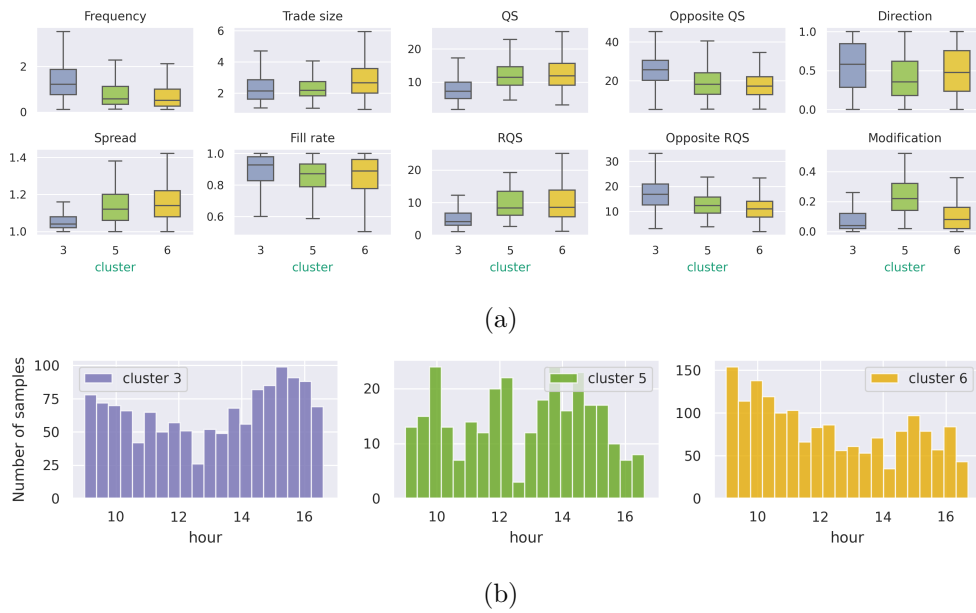 Frequency Trade size QS Opposite QS Direction
2 6 20 40 1.0
4 10 20 0.5
0 2 0.0
Spread Fill rate RQS Opposite RQS Modification
1.4 1.0 20 30 0.4
1.2 0.8 10 20 0.2
1.0 0.6 0 10 0.0
3 5 6 3 5 6 3 5 6 3 5 6 3 5 6
cluster cluster cluster cluster cluster
(a)
Number of samples
100 75 50 25 0
cluster 3
10 12 14 16
hour
20 10 0
cluster 5
10 12 14 16
hour
150 100 50 0
cluster 6
10 12 14 16
hour
(b)